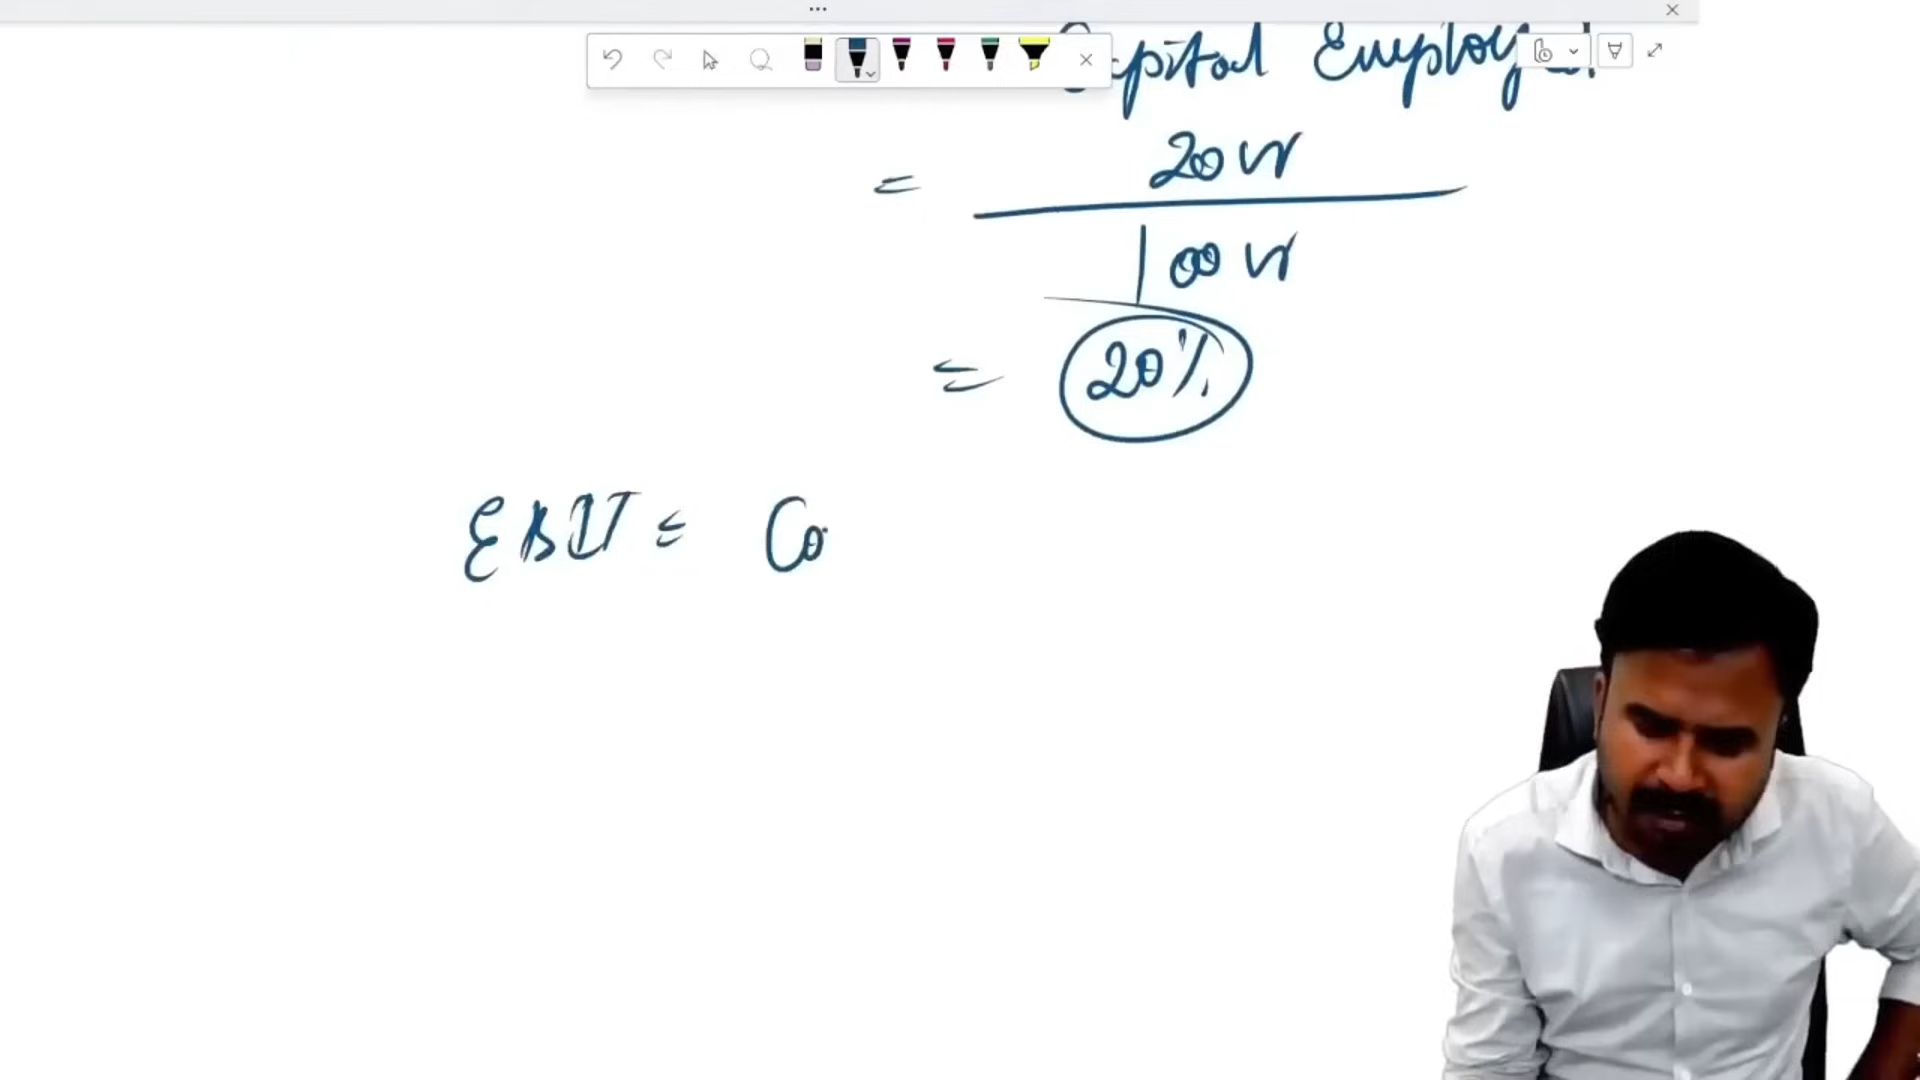 Capital Employed
= 20 cr
100 cr
= 20%
EBIT = Co